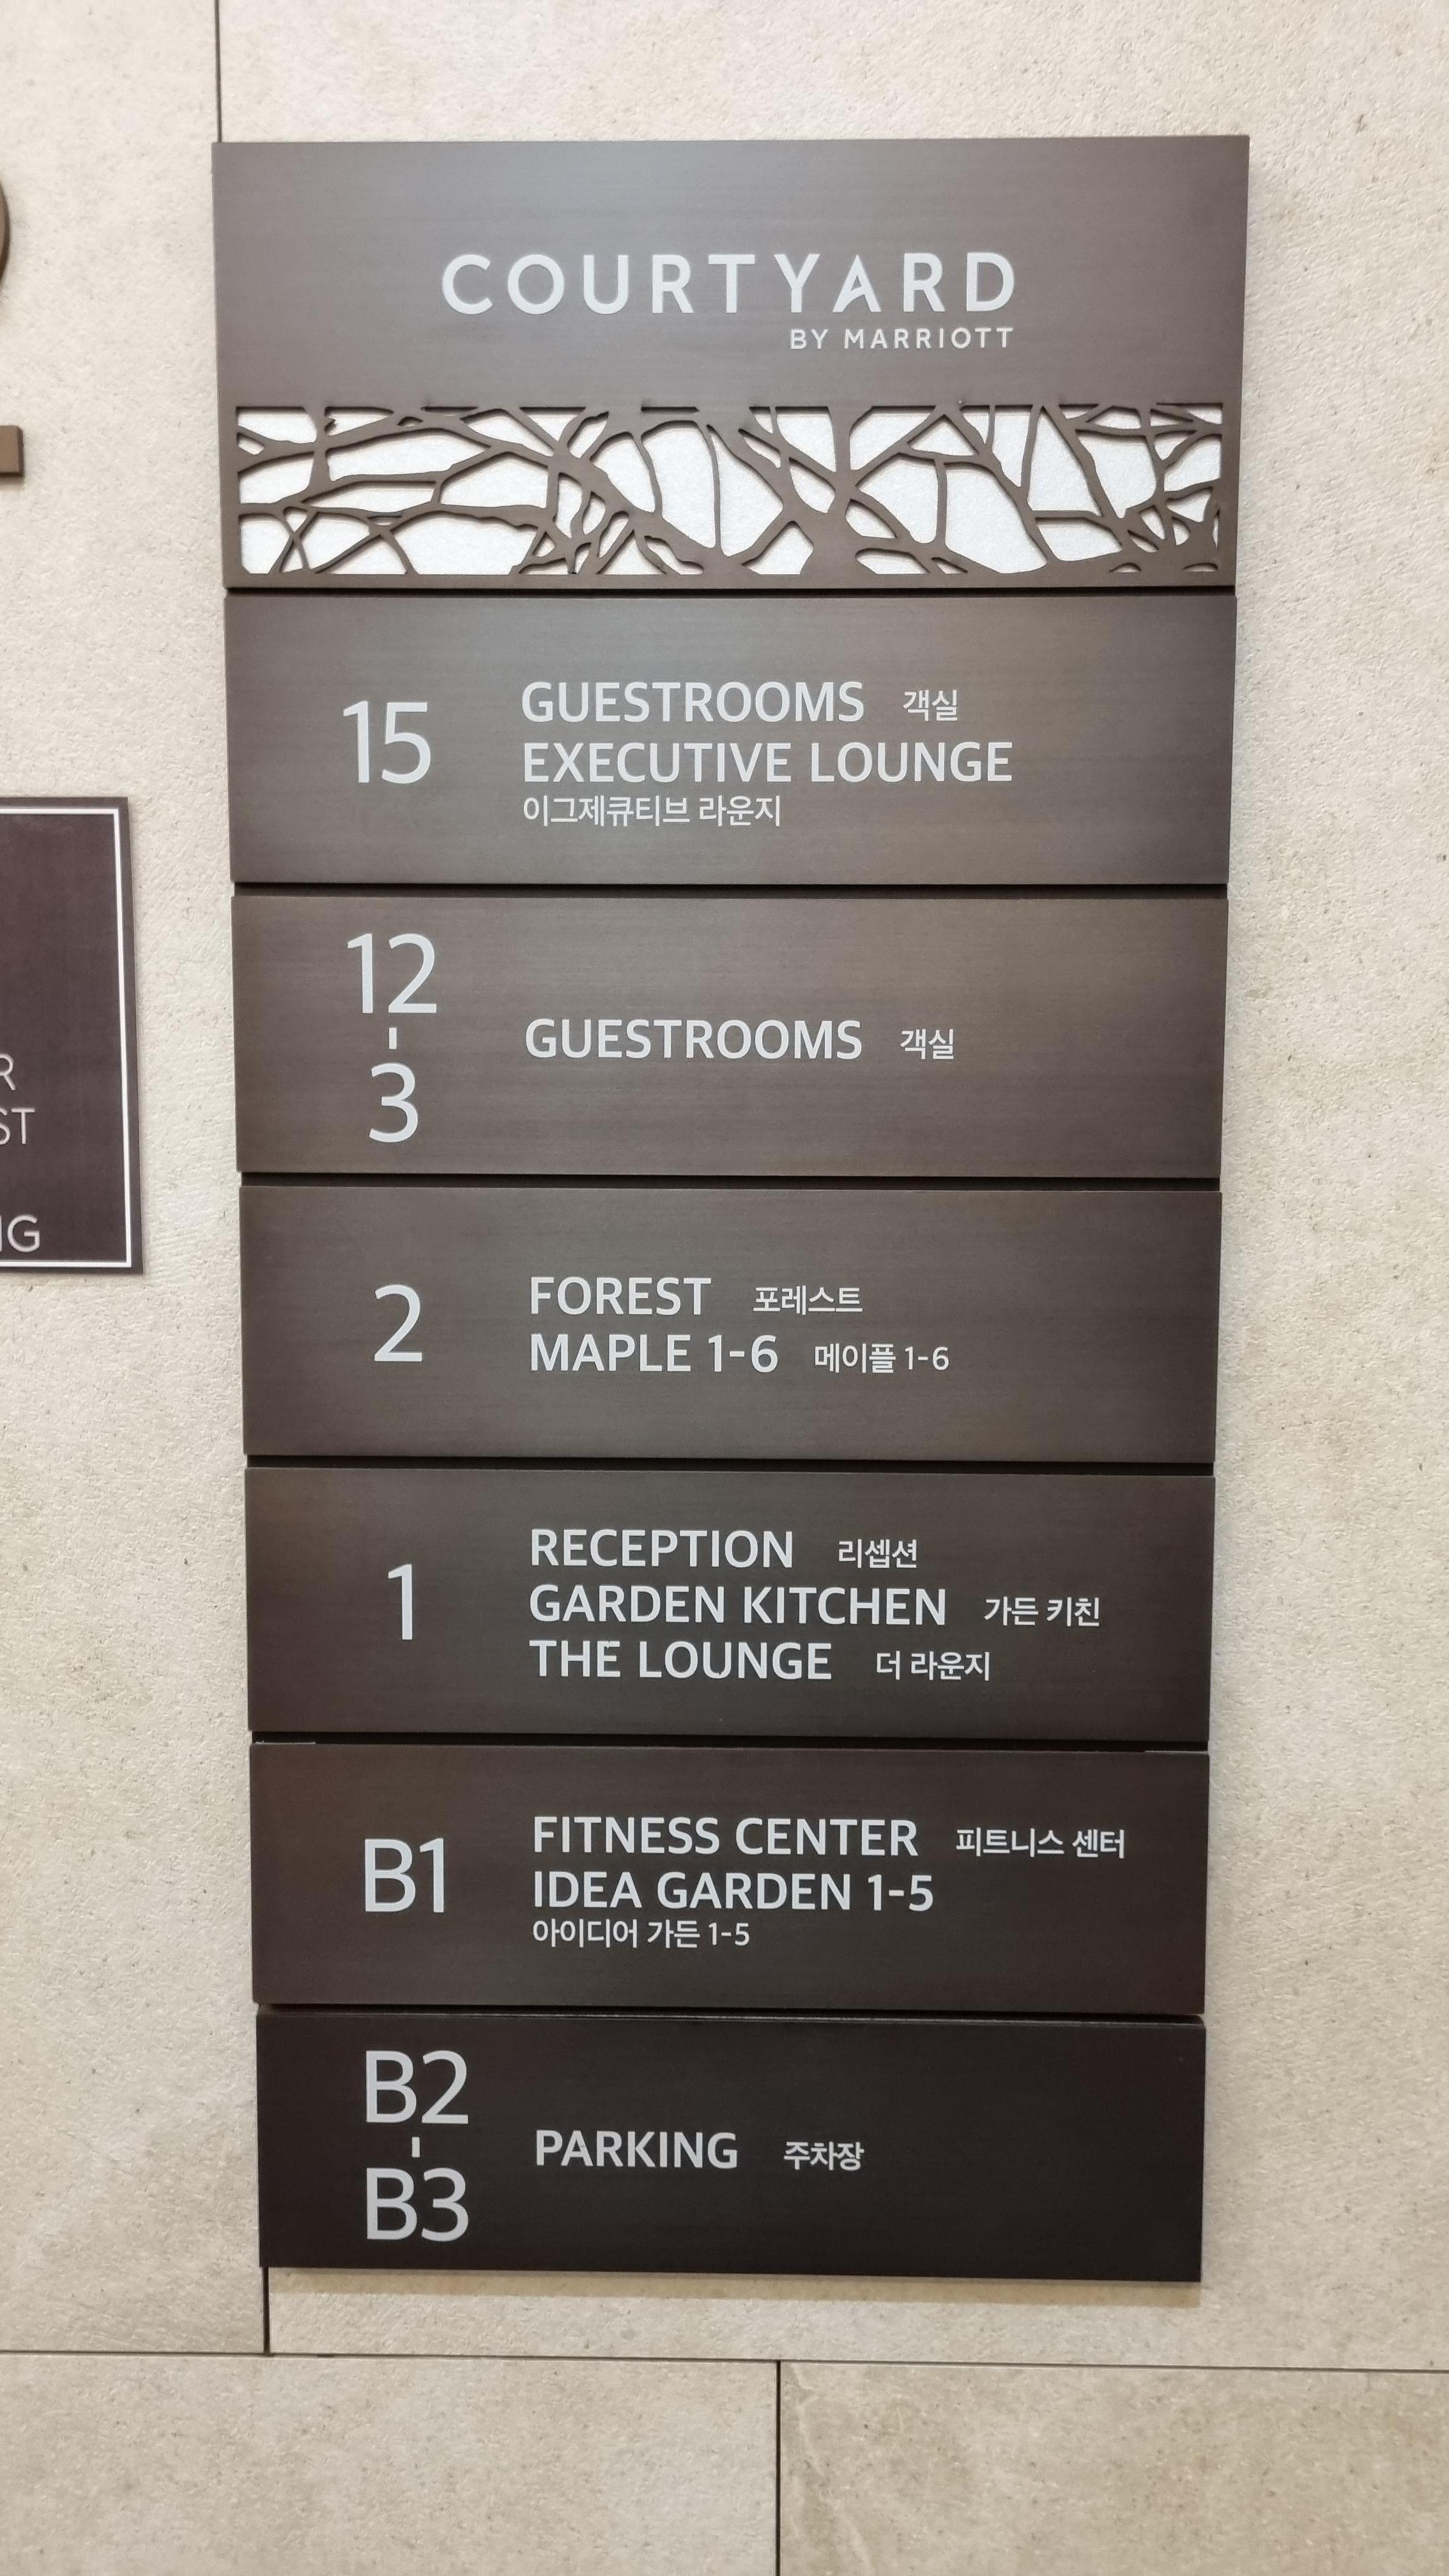 COURTYARD
BY MARRIOTT
15
GUESTROOMS 객실
EXECUTIVE LOUNGE
이그제큐티브 라운지
12
-
3
GUESTROOMS 객실
2
FOREST 포레스트
MAPLE 1-6 메이플 1-6
1
RECEPTION 리셉션
GARDEN KITCHEN 가든 키친
THE LOUNGE 더 라운지
B1
FITNESS CENTER 피트니스 센터
IDEA GARDEN 1-5
아이디어 가든 1-5
B2
-
B3
PARKING 주차장